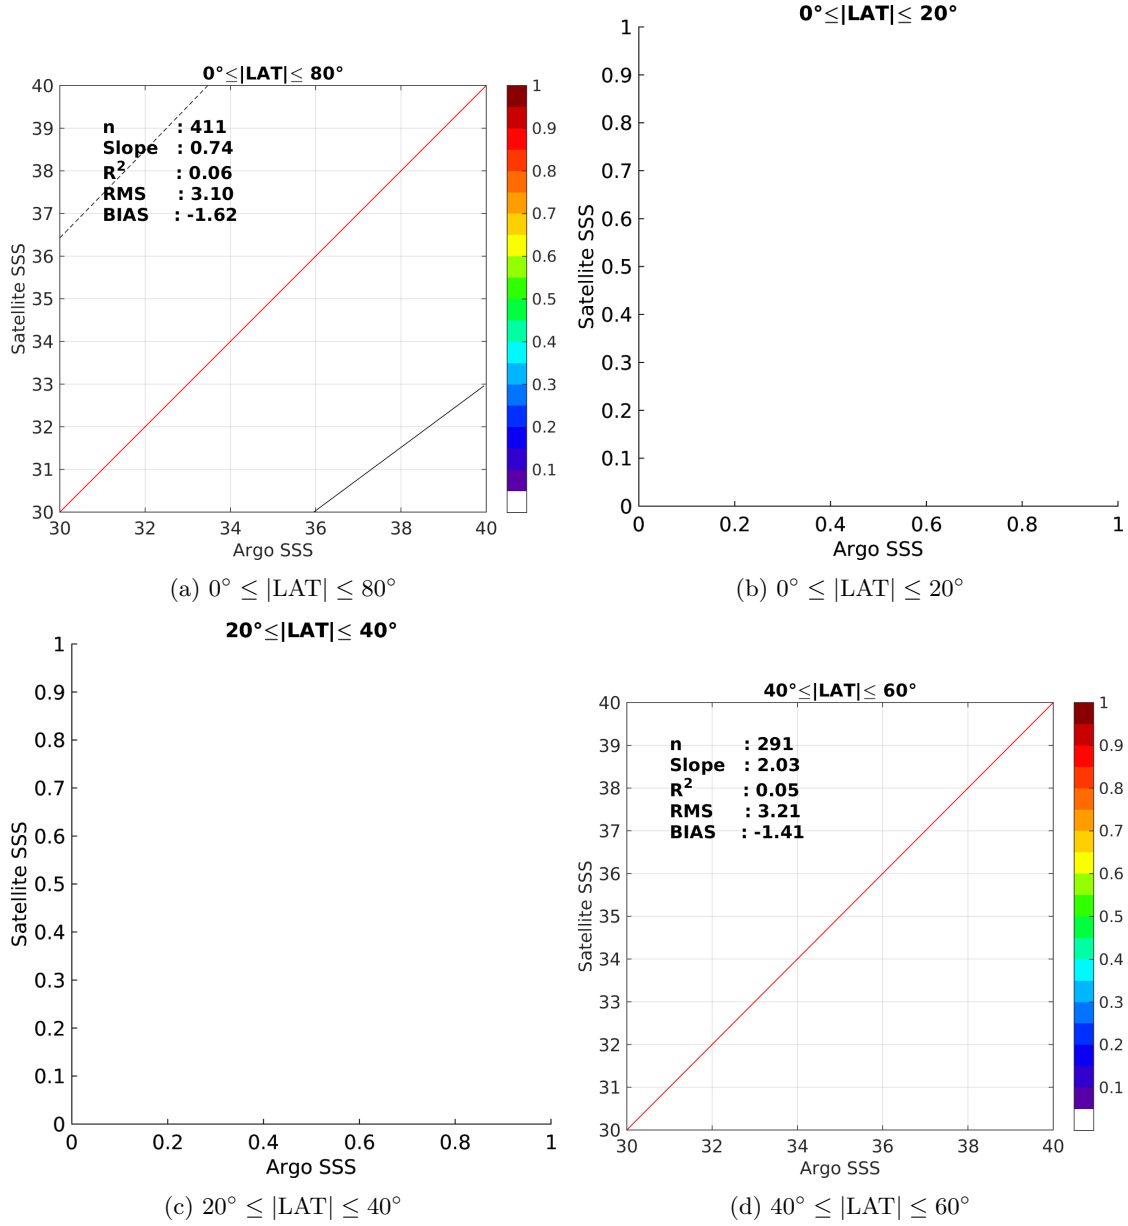 0°≤|LAT|≤ 80°
40
39
38
37
36
35
34
33
32
31
30
30 32 34 36 38 40
Satellite SSS
Argo SSS
n : 411
Slope : 0.74
R2 : 0.06
RMS : 3.10
BIAS : -1.62
1
0.9
0.8
0.7
0.6
0.5
0.4
0.3
0.2
0.1
(a) 0° ≤ |LAT| ≤ 80°
0°≤|LAT|≤ 20°
1
0.9
0.8
0.7
0.6
0.5
0.4
0.3
0.2
0.1
0
0 0.2 0.4 0.6 0.8 1
Satellite SSS
Argo SSS
(b) 0° ≤ |LAT| ≤ 20°
20°≤|LAT|≤ 40°
1
0.9
0.8
0.7
0.6
0.5
0.4
0.3
0.2
0.1
0
0 0.2 0.4 0.6 0.8 1
Satellite SSS
Argo SSS
(c) 20° ≤ |LAT| ≤ 40°
40°≤|LAT|≤ 60°
40
39
38
37
36
35
34
33
32
31
30
30 32 34 36 38 40
Satellite SSS
Argo SSS
n : 291
Slope : 2.03
R2 : 0.05
RMS : 3.21
BIAS : -1.41
1
0.9
0.8
0.7
0.6
0.5
0.4
0.3
0.2
0.1
(d) 40° ≤ |LAT| ≤ 60°